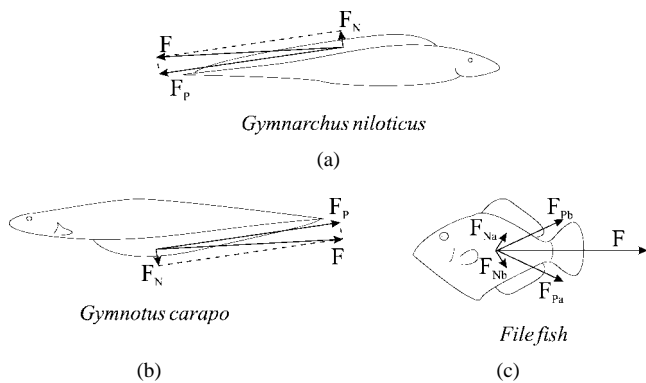 F
F_N
F_P
Gymnarchus niloticus
(a)
F_P
F
F_N
Gymnotus carapo
(b)
F_Pb
F_Na
F
F_Nb
F_Pa
File fish
(c)